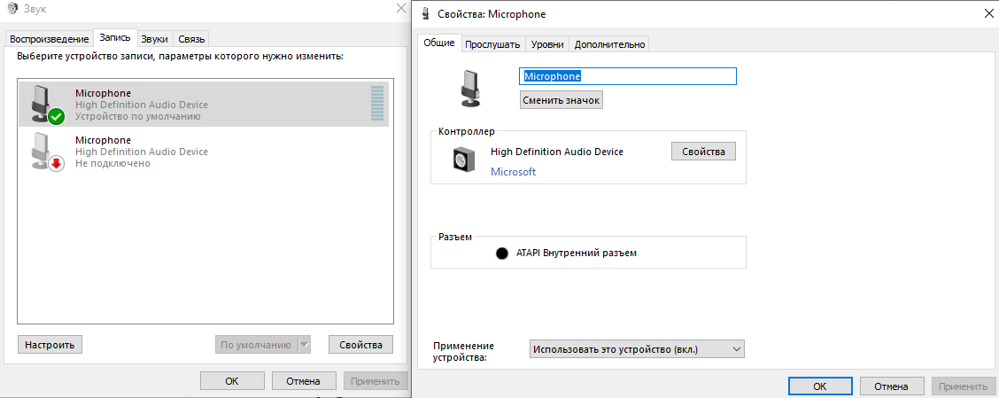 Звук
Воспроизведение Запись Звуки Связь
Выберите устройство записи, параметры которого нужно изменить:
Microphone
High Definition Audio Device
Устройство по умолчанию
Microphone
High Definition Audio Device
Не подключено
Настроить По умолчанию Свойства
ОК Отмена Применить
Свойства: Microphone
Общие Прослушать Уровни Дополнительно
Microphone
Сменить значок
Контроллер
High Definition Audio Device Свойства
Microsoft
Разъем
ATAPI Внутренний разъем
Применение
устройства:
Использовать это устройство (вкл.)
ОК Отмена Применить